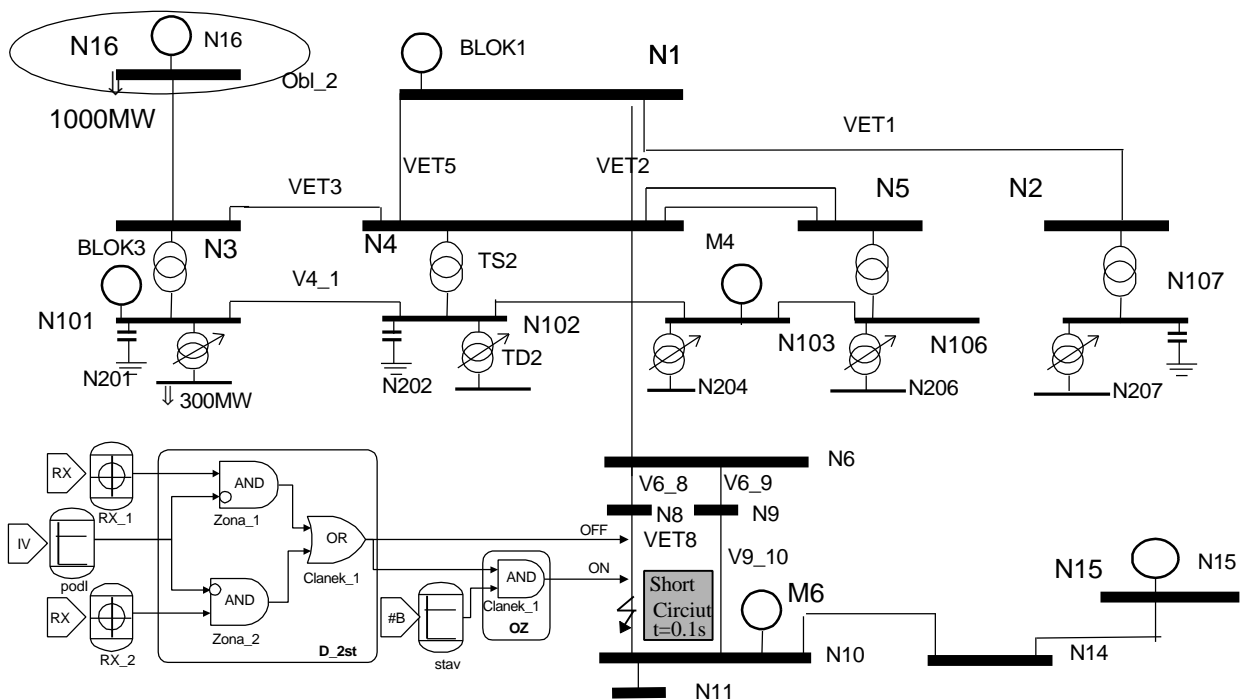 N16
N16
BLOK1
N1
Obl_2
1000MW
VET1
VET5
VET2
VET3
N5
N2
BLOK3
N3
N4
M4
TS2
V4_1
N107
N101
N102
N103
N106
TD2
N201
N202
N204
N206
N207
300MW
N6
RX
AND
V6_8
V6_9
RX_1
Zona_1
N8
N9
IV
OR
OFF
VET8
podl
Clanek_1
AND
ON
V9_10
N15
N15
RX
AND
#B
Clanek_1
Short
Circiut
t=0.1s
M6
Zona_2
OZ
RX_2
D_2st
stav
N10
N14
N11